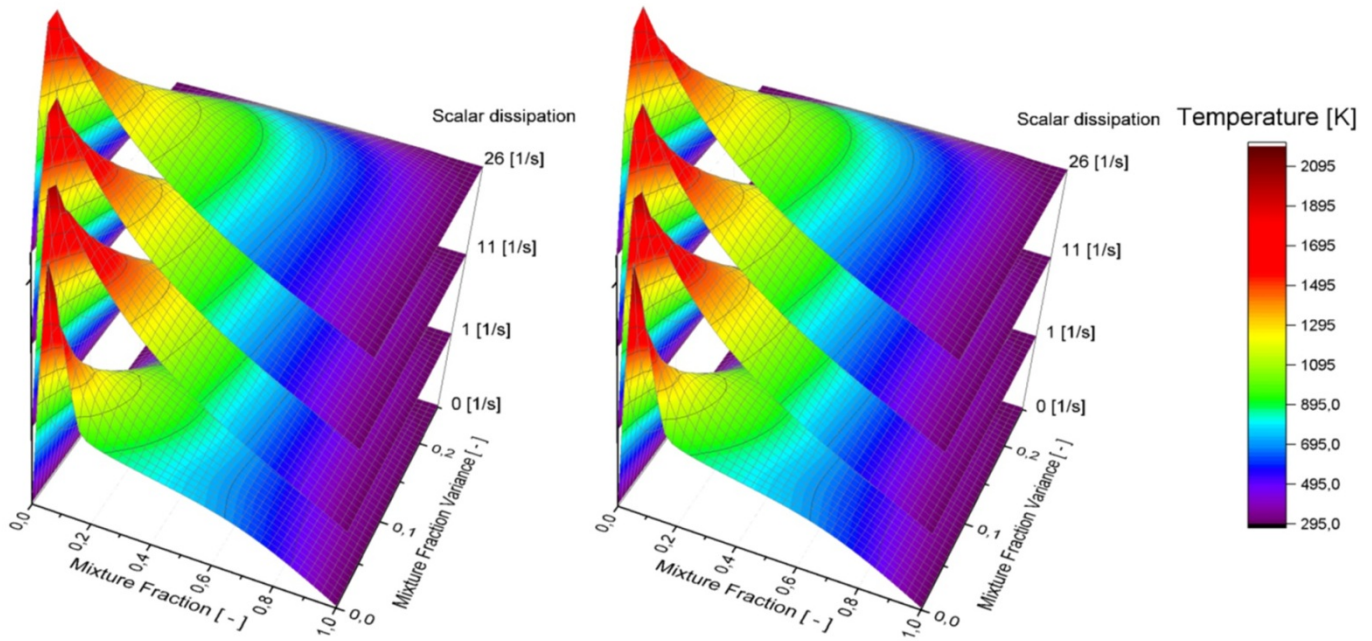 Scalar dissipation
26 [1/s]
11 [1/s]
1 [1/s]
0 [1/s]
0,2
0,1
0,0
Mixture Fraction Variance [ - ]
0,0
0,2
0,4
0,6
0,8
1,0
Mixture Fraction [ - ]
Scalar dissipation
26 [1/s]
11 [1/s]
1 [1/s]
0 [1/s]
0,2
0,1
0,0
Mixture Fraction Variance [ - ]
0,0
0,2
0,4
0,6
0,8
1,0
Mixture Fraction [ - ]
Temperature [K]
2095
1895
1695
1495
1295
1095
895,0
695,0
495,0
295,0